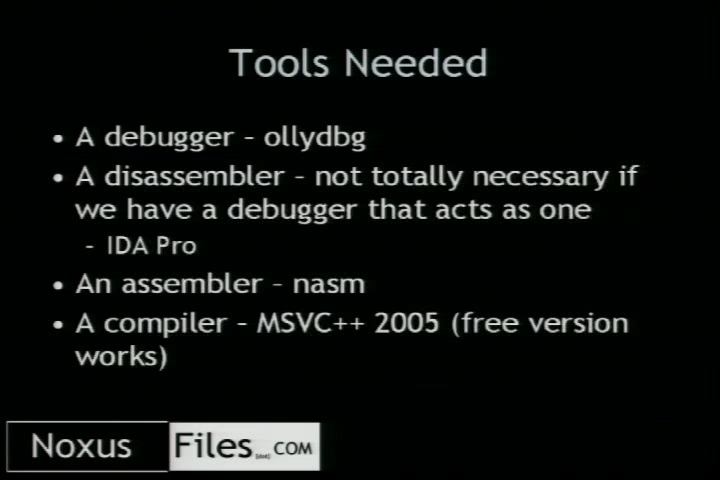 Tools Needed
• A debugger – ollydbg
• A disassembler – not totally necessary if
we have a debugger that acts as one
– IDA Pro
• An assembler – nasm
• A compiler – MSVC++ 2005 (free version
works)
Noxus Files[dot]COM